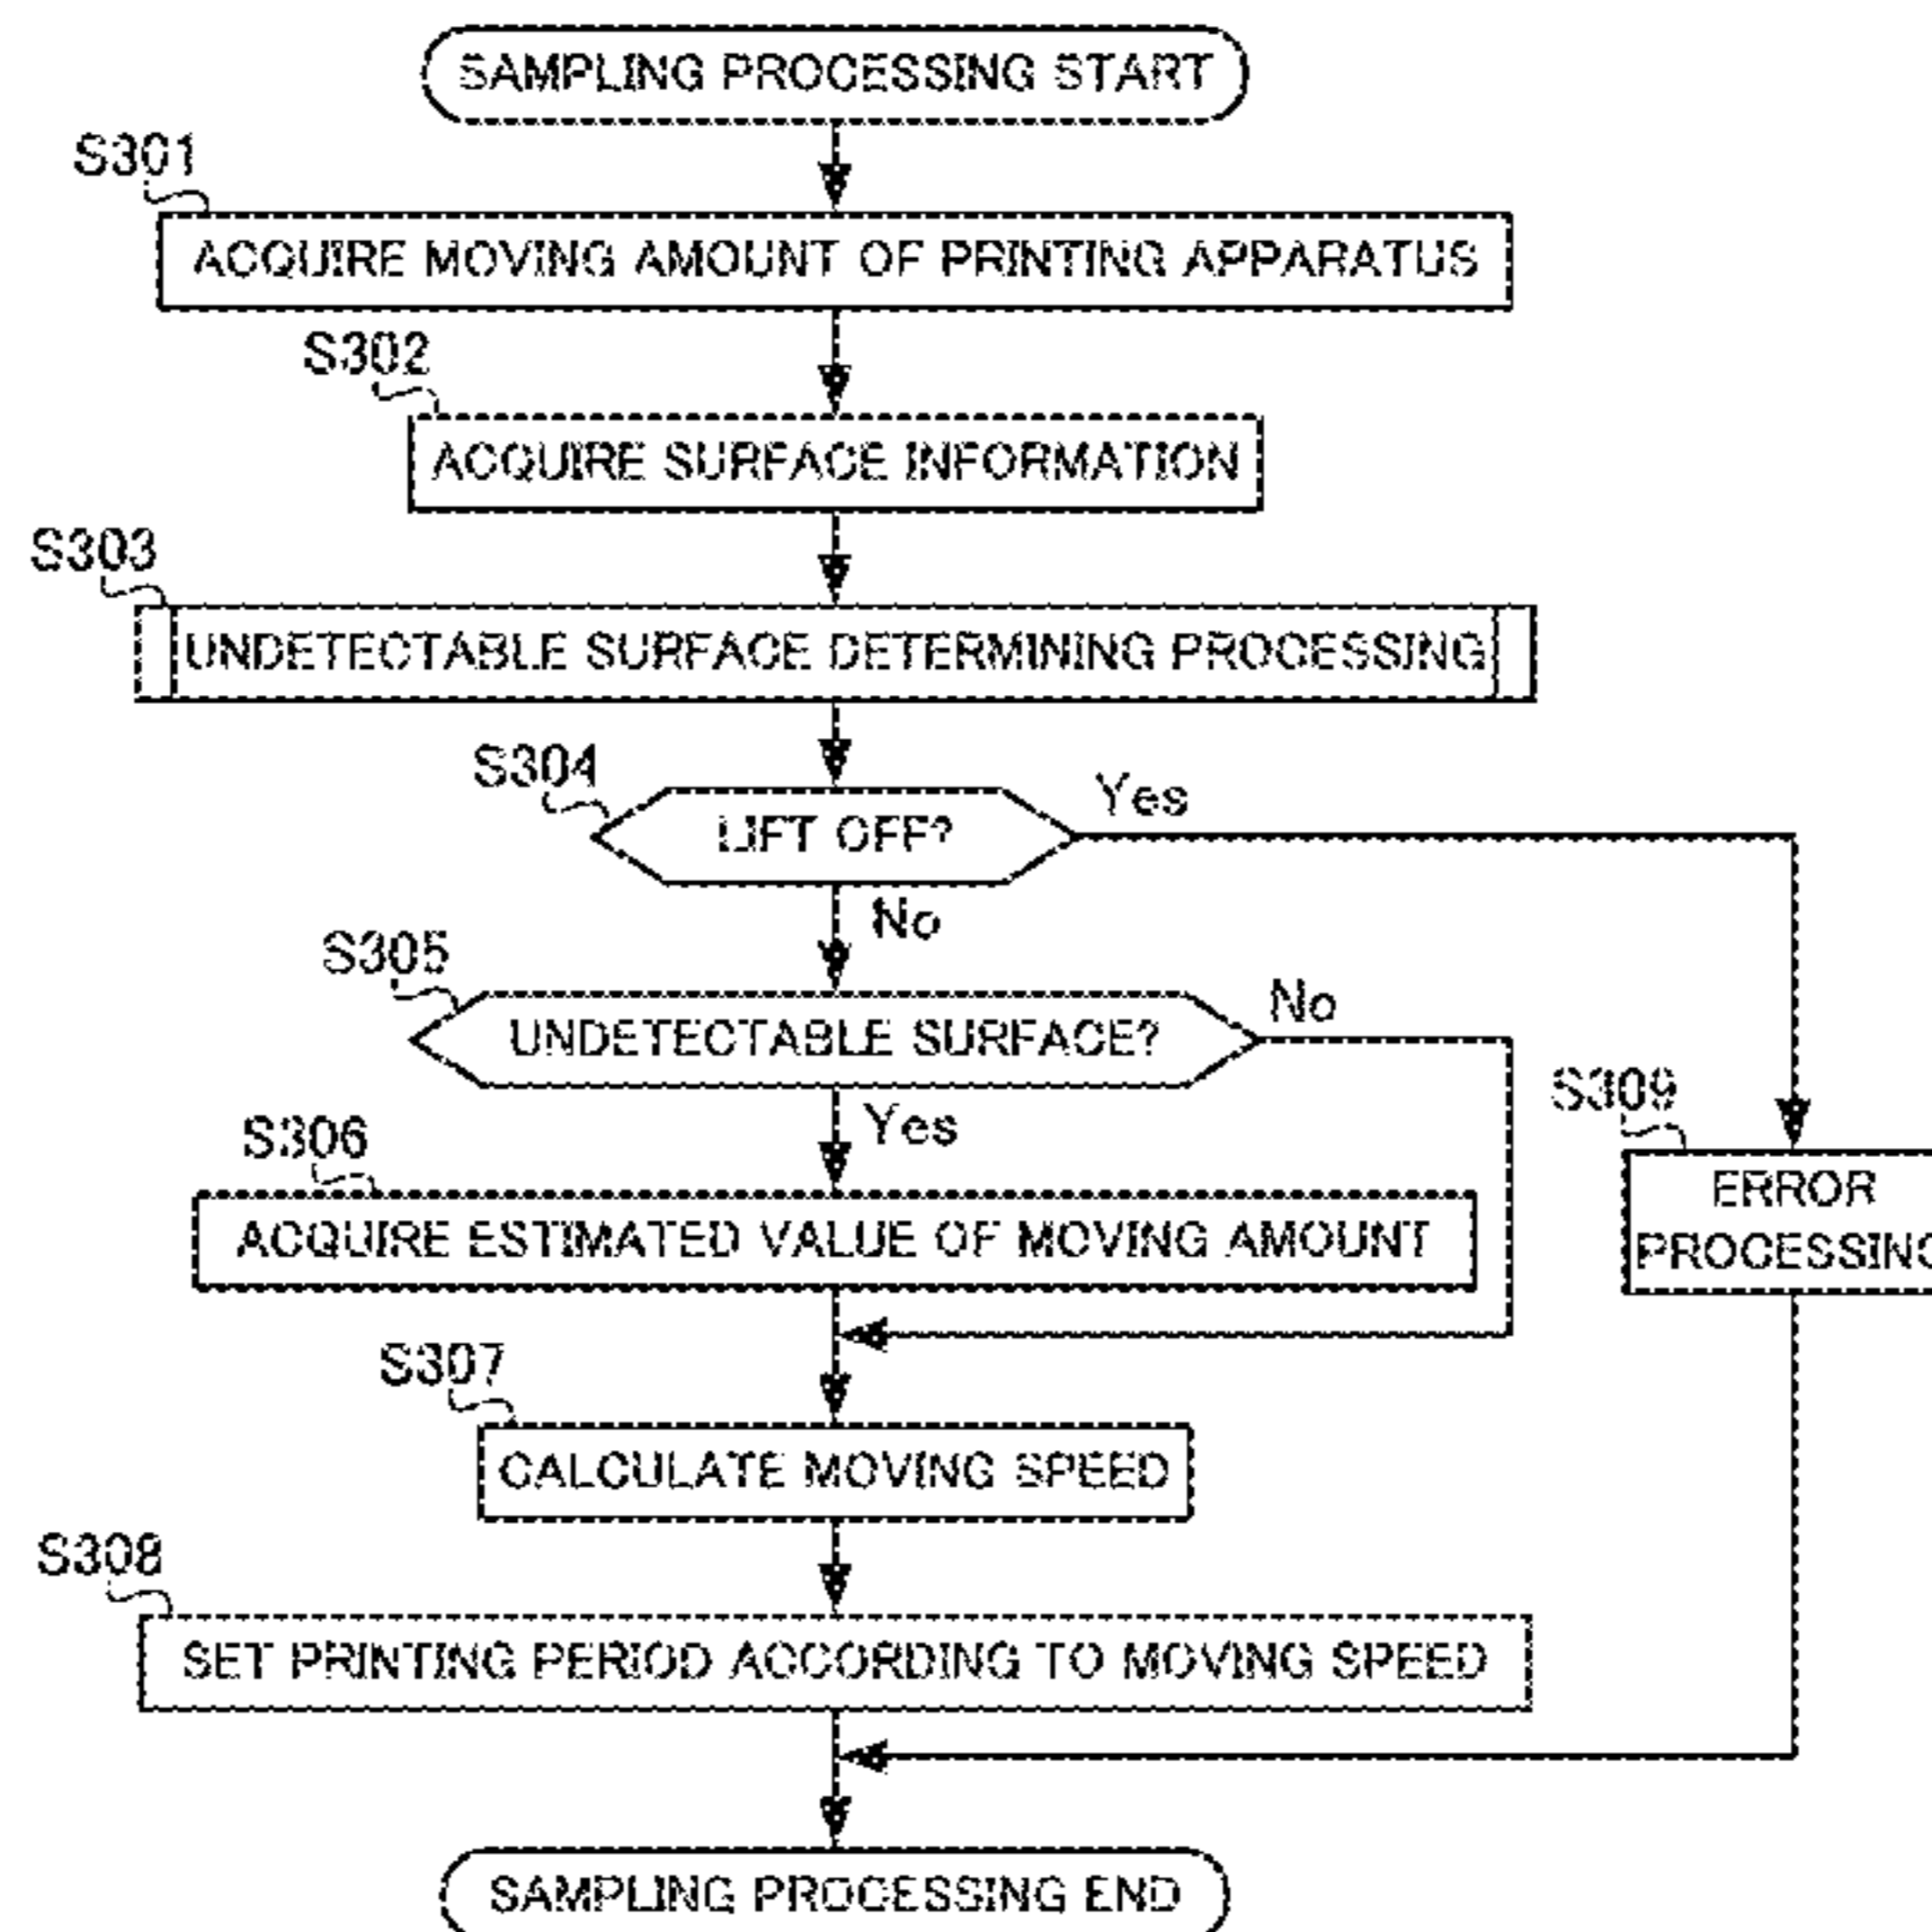 SAMPLING PROCESSING START
S301
ACQUIRE MOVING AMOUNT OF PRINTING APPARATUS
S302
ACQUIRE SURFACE INFORMATION
S303
UNDETECTABLE SURFACE DETERMINING PROCESSING
S304
LIFT OFF?
Yes
No
S305
UNDETECTABLE SURFACE?
No
Yes
S306
ACQUIRE ESTIMATED VALUE OF MOVING AMOUNT
S309
ERROR
PROCESSING
S307
CALCULATE MOVING SPEED
S308
SET PRINTING PERIOD ACCORDING TO MOVING SPEED
SAMPLING PROCESSING END